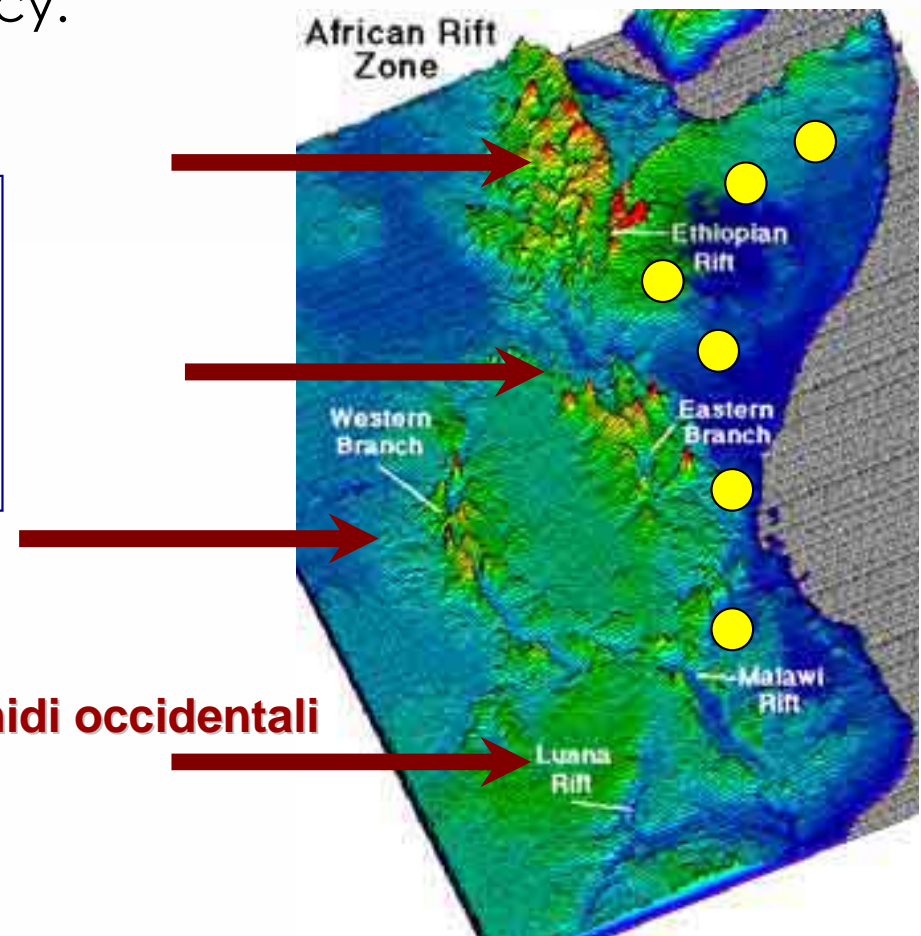 cy.
African Rift
Zone
Ethiopian
Rift
Western
Branch
Eastern
Branch
Malawi
Rift
nidi occidentali
Luana
Rift